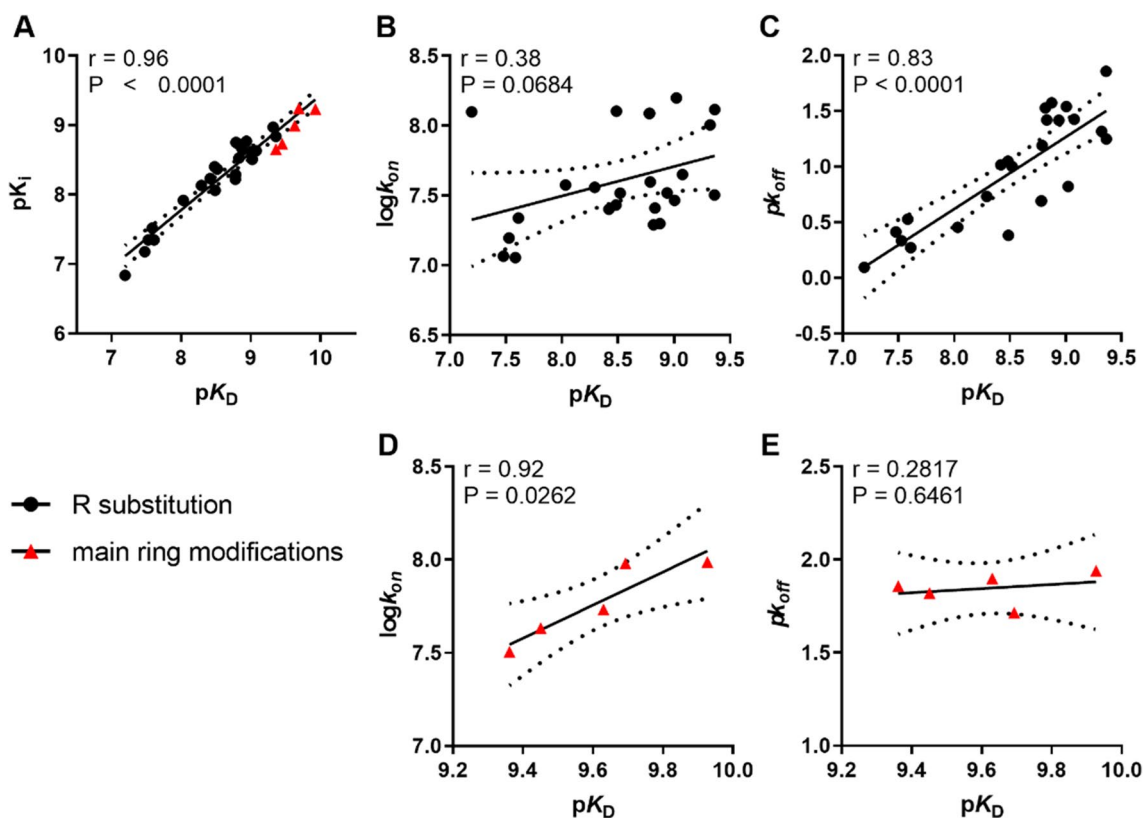 A
r = 0.96
P < 0.0001
10
9
8
7
6
pKi
7 8 9 10
pKD
B
r = 0.38
P = 0.0684
8.5
8.0
7.5
7.0
6.5
logkon
7.0 7.5 8.0 8.5 9.0 9.5
pKD
C
r = 0.83
P <0.0001
2.0
1.5
1.0
0.5
0.0
-0.5
pkoff
7.0 7.5 8.0 8.5 9.0 9.5
pKD
R substitution
main ring modifications
D
r = 0.92
P = 0.0262
8.5
8.0
7.5
7.0
logkon
9.2 9.4 9.6 9.8 10.0
pKD
E
r = 0.2817
P = 0.6461
2.5
2.0
1.5
1.0
pkoff
9.2 9.4 9.6 9.8 10.0
pKD